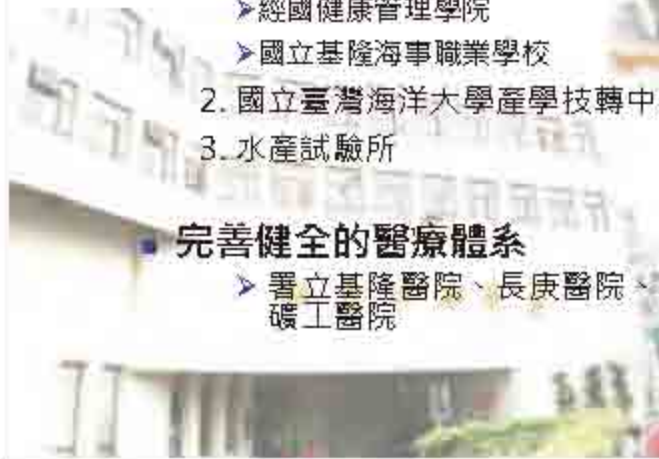 ➢經國健康管理學院
➢國立基隆海事職業學校
2. 國立臺灣海洋大學產學技轉中
3. 水產試驗所
▪ 完善健全的醫療體系
➢ 署立基隆醫院、長庚醫院、
礦工醫院